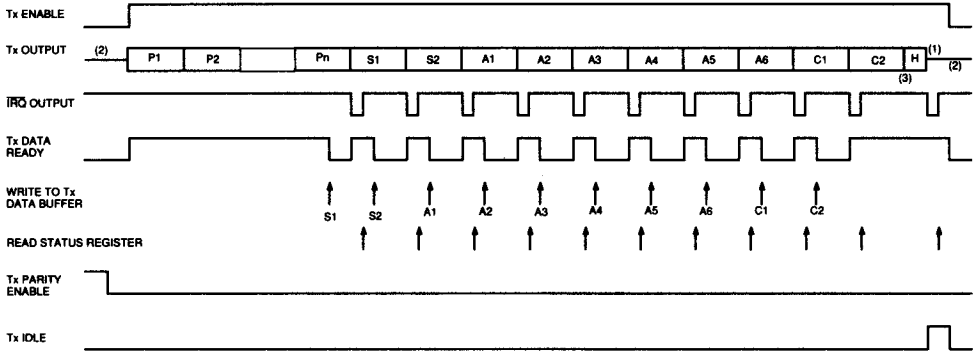 Tx ENABLE
Tx OUTPUT
(2)
P1 P2 Pn S1 S2 A1 A2 A3 A4 A5 A6 C1 C2 H
(1)
(2)
(3)
IRQ OUTPUT
Tx DATA
READY
WRITE TO Tx
DATA BUFFER
S1 S2 A1 A2 A3 A4 A5 A6 C1 C2
READ STATUS REGISTER
Tx PARITY
ENABLE
Tx IDLE